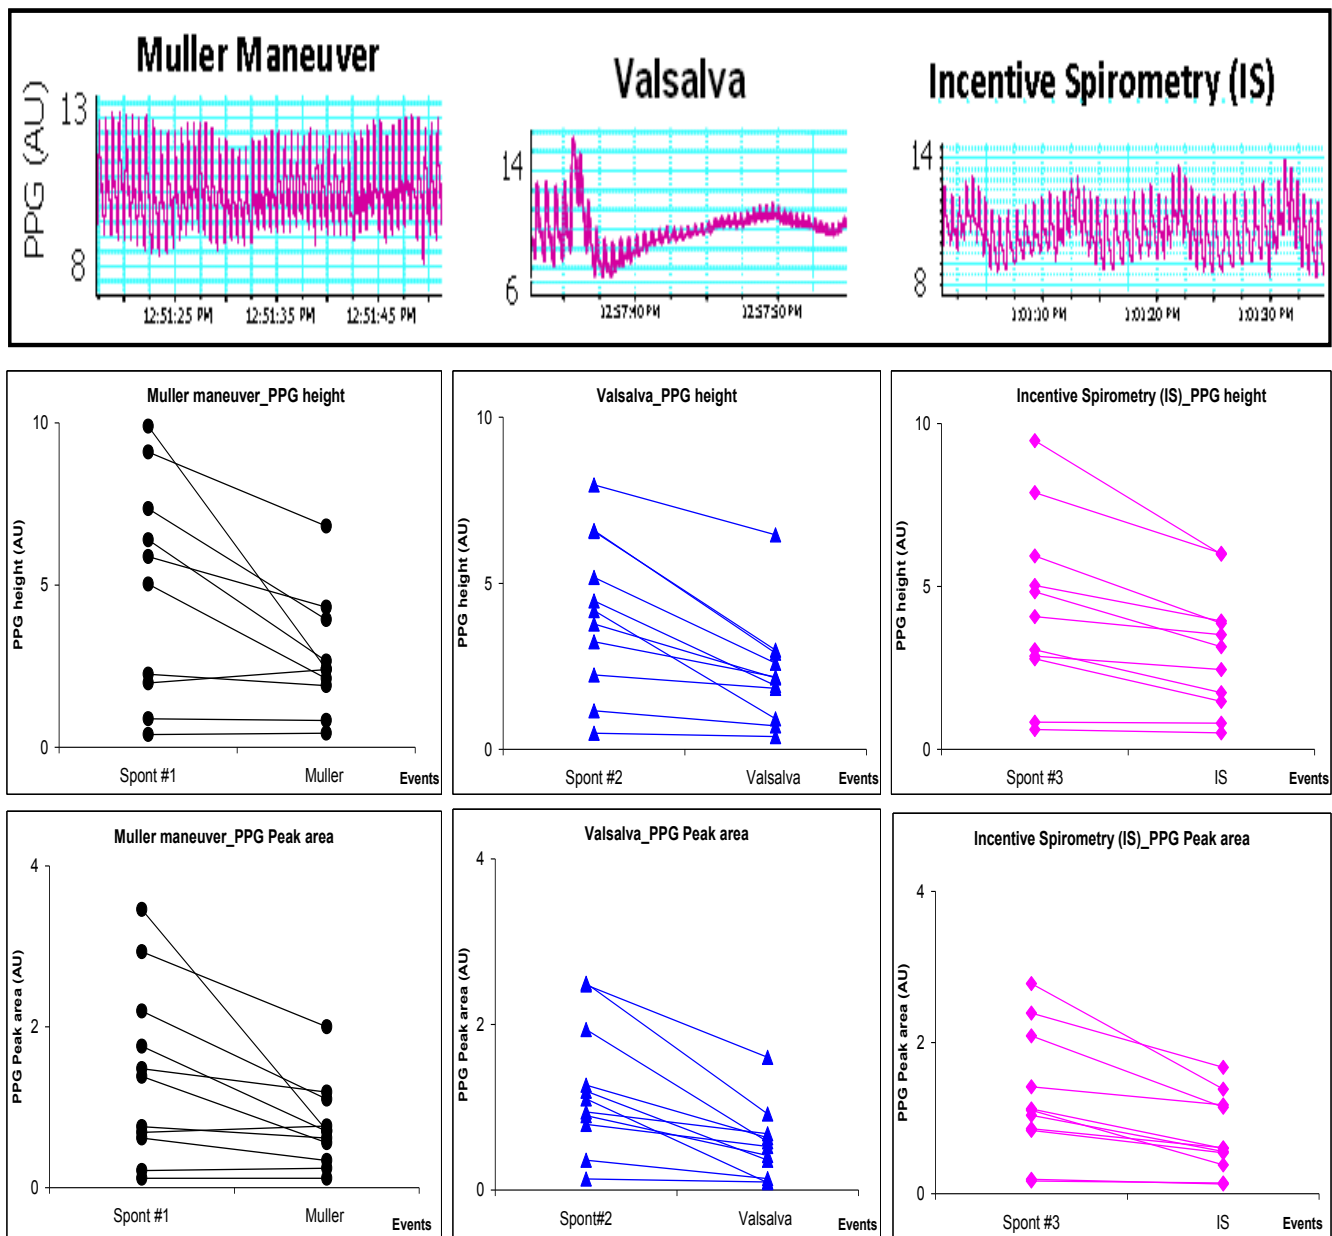 Muller Maneuver
PPG (AU)
13
8
12:51:25 PM 12:51:35 PM 12:51:45 PM
Valsalva
14
6
12:57:40 PM 12:57:50 PM
Incentive Spirometry (IS)
14
8
1:01:10 PM 1:01:20 PM 1:01:30 PM
Muller maneuver_PPG height
PPG height (AU)
10
5
0
Spont #1 Muller Events
Valsalva_PPG height
PPG height (AU)
10
5
0
Spont #2 Valsalva Events
Incentive Spirometry (IS)_PPG height
PPG height (AU)
10
5
0
Spont #3 IS Events
Muller maneuver_PPG Peak area
PPG Peak area (AU)
4
2
0
Spont #1 Muller Events
Valsalva_PPG Peak area
PPG Peak area (AU)
4
2
0
Spont#2 Valsalva Events
Incentive Spirometry (IS)_PPG Peak area
PPG Peak area (AU)
4
2
0
Spont #3 IS Events